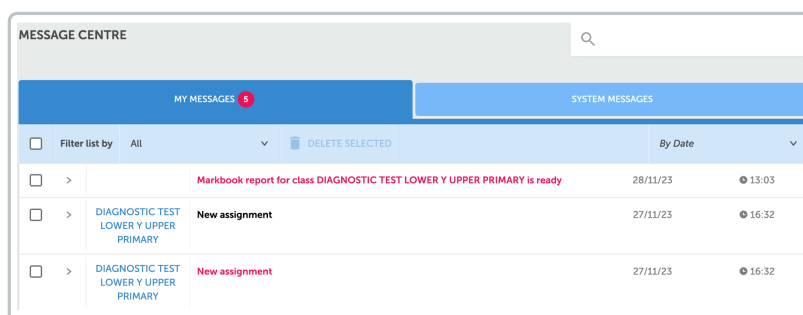 MESSAGE CENTRE
MY MESSAGES 5
SYSTEM MESSAGES
Filter list by All DELETE SELECTED By Date
Markbook report for class DIAGNOSTIC TEST LOWER Y UPPER PRIMARY is ready 28/11/23 13:03
DIAGNOSTIC TEST
LOWER Y UPPER
PRIMARY
New assignment 27/11/23 16:32
DIAGNOSTIC TEST
LOWER Y UPPER
PRIMARY
New assignment 27/11/23 16:32